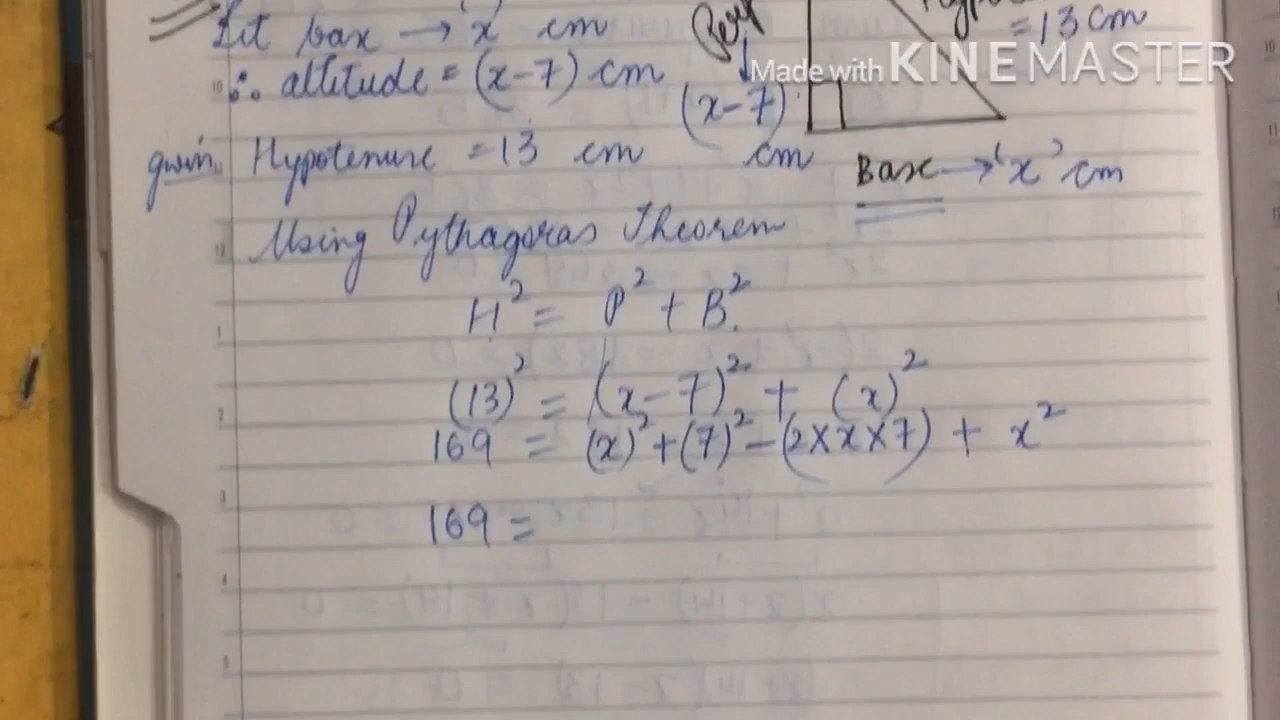 Let base → 'x' cm
∴ altitude = (x-7) cm
given, Hypotenuse = 13 cm
Perp
= 13 cm
Made with KINEMASTER
(x-7)
cm
Base → 'x' cm
Using Pythagoras Theorem
H² = P² + B².
(13)² = (x-7)² + (x)²
169 = (x)² + (7)² - (2×x×7) + x²
169 =